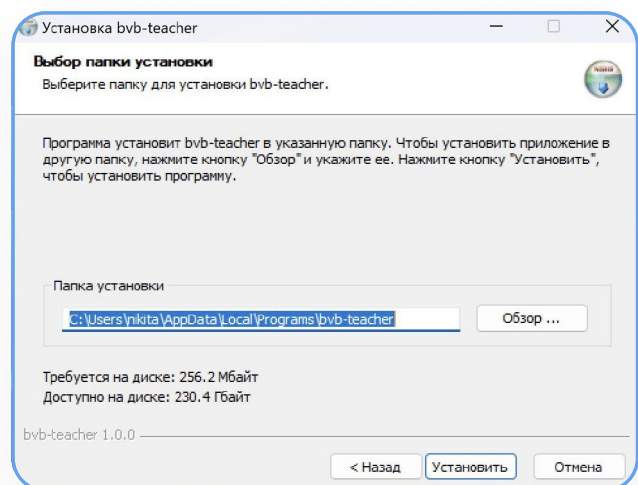 Установка bvb-teacher
Выбор папки установки
Выберите папку для установки bvb-teacher.
Программа установит bvb-teacher в указанную папку. Чтобы установить приложение в
другую папку, нажмите кнопку "Обзор" и укажите ее. Нажмите кнопку "Установить",
чтобы установить программу.
Папка установки
C:\Users\nikita\AppData\Local\Programs\bvb-teacher
Обзор ...
Требуется на диске: 256.2 Мбайт
Доступно на диске: 230.4 Гбайт
bvb-teacher 1.0.0
< Назад
Установить
Отмена